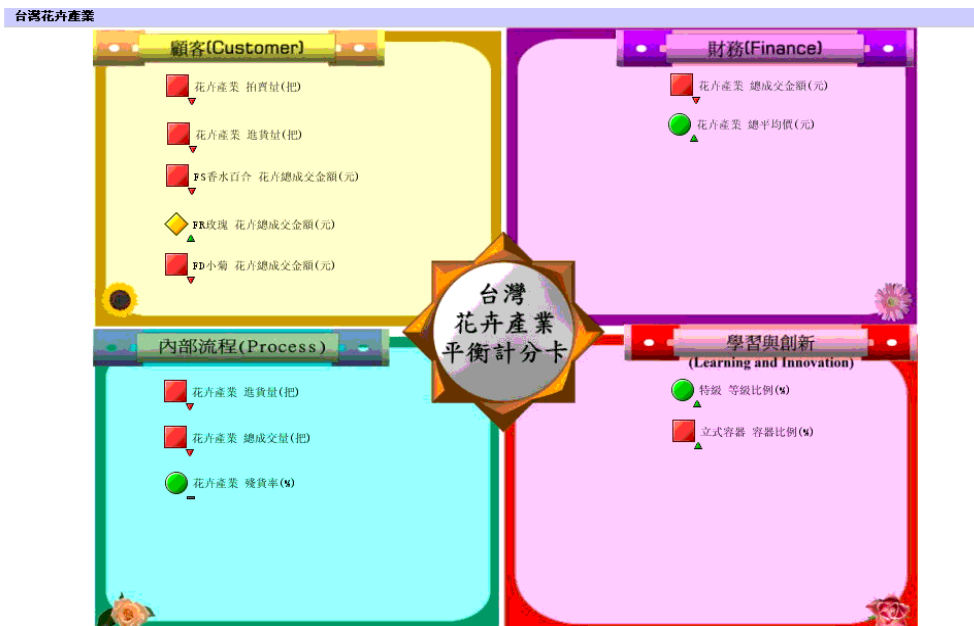 台灣花卉產業
顧客(Customer)
花卉產業 拍賣量(把)
花卉產業 進貨量(把)
FS香水百合 花卉總成交金額(元)
FR玫瑰 花卉總成交金額(元)
FD小菊 花卉總成交金額(元)
財務(Finance)
花卉產業 總成交金額(元)
花卉產業 總平均價(元)
台灣
花卉產業
平衡計分卡
內部流程(Process)
花卉產業 進貨量(把)
花卉產業 總成交量(把)
花卉產業 殘貨率(%)
學習與創新
(Learning and Innovation)
特級 等級比例(%)
立式容器 容器比例(%)